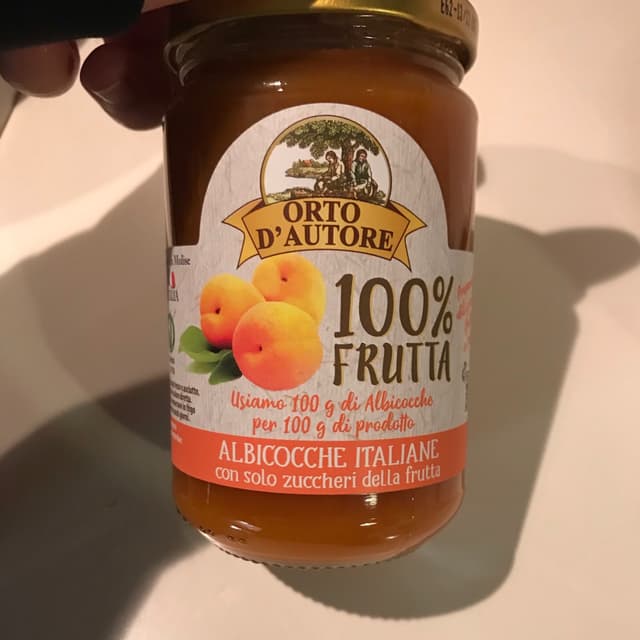 ORTO
D'AUTORE
100%
FRUTTA
Usiamo 100 g di Albicocche
per 100 g di prodotto
ALBICOCCHE ITALIANE
con solo zuccheri della frutta
Molise